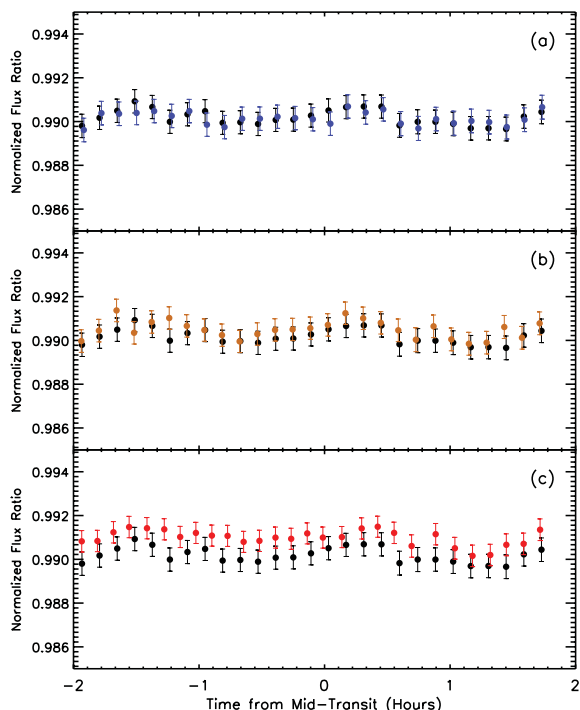 (a)
0.994
0.992
0.990
0.988
0.986
Normalized Flux Ratio
(b)
0.994
0.992
0.990
0.988
0.986
Normalized Flux Ratio
(c)
0.994
0.992
0.990
0.988
0.986
Normalized Flux Ratio
-2 -1 0 1 2
Time from Mid-Transit (Hours)